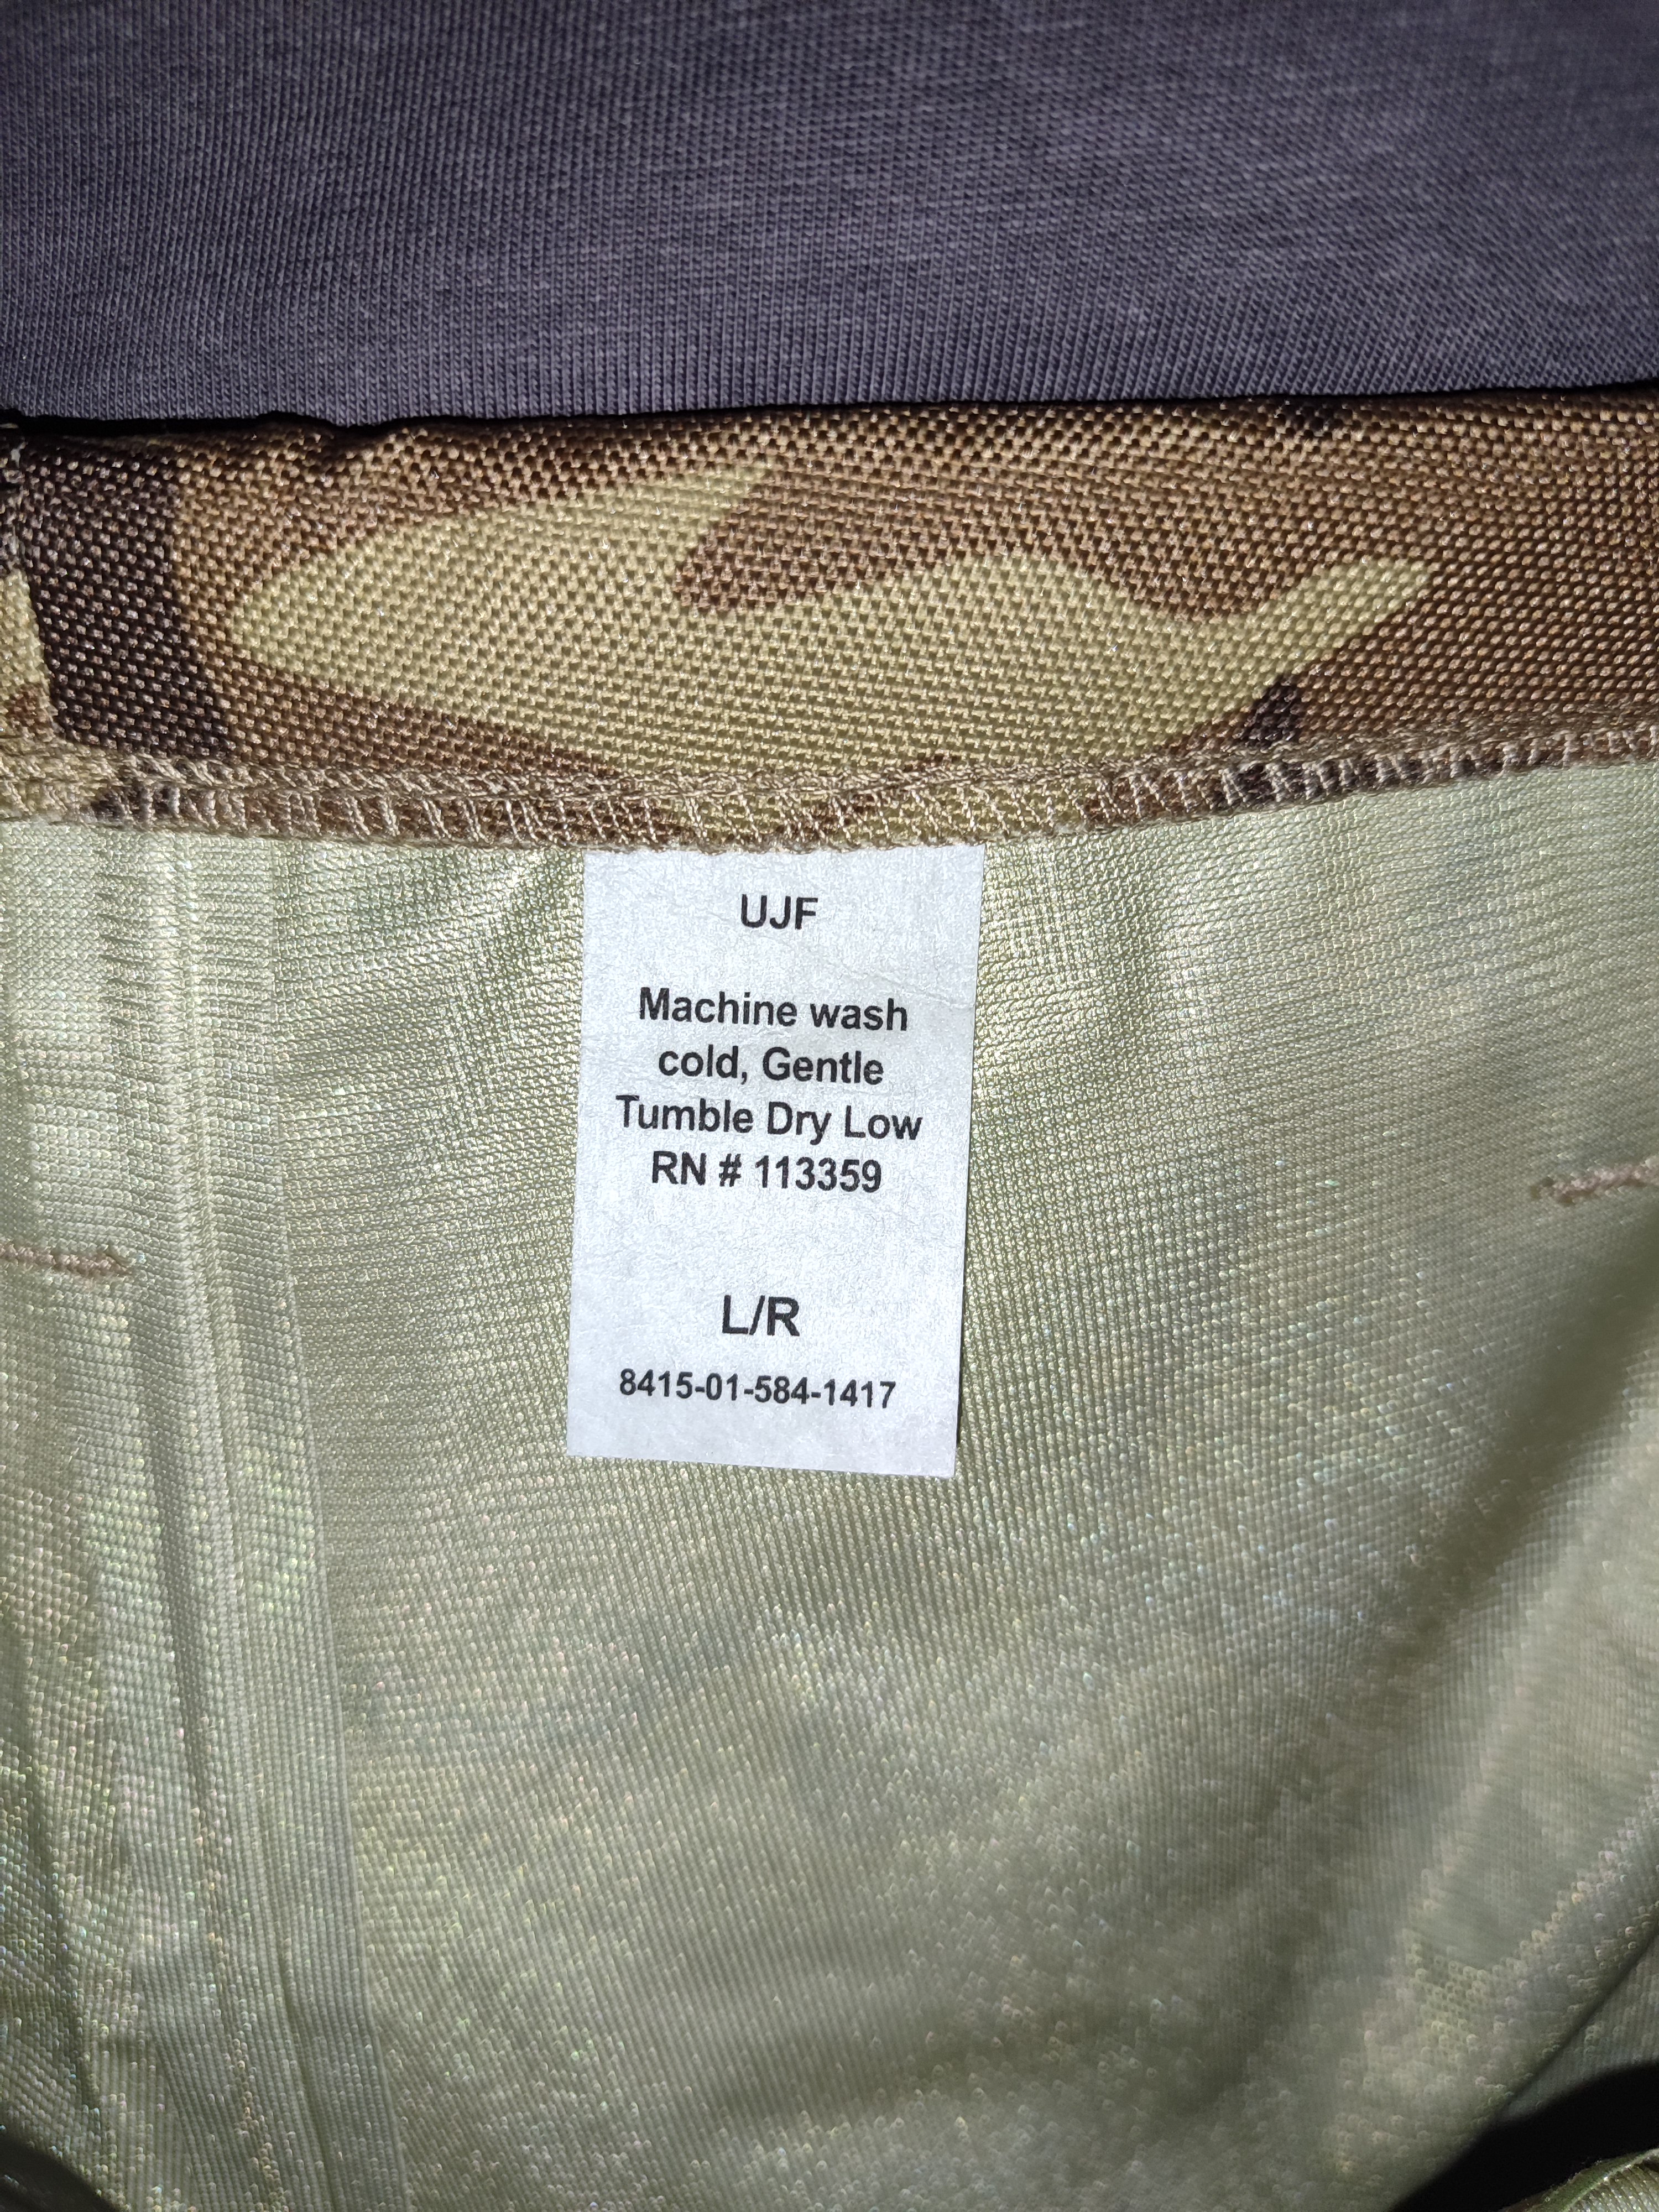 UJF
Machine wash
cold, Gentle
Tumble Dry Low
RN # 113359
L/R
8415-01-584-1417